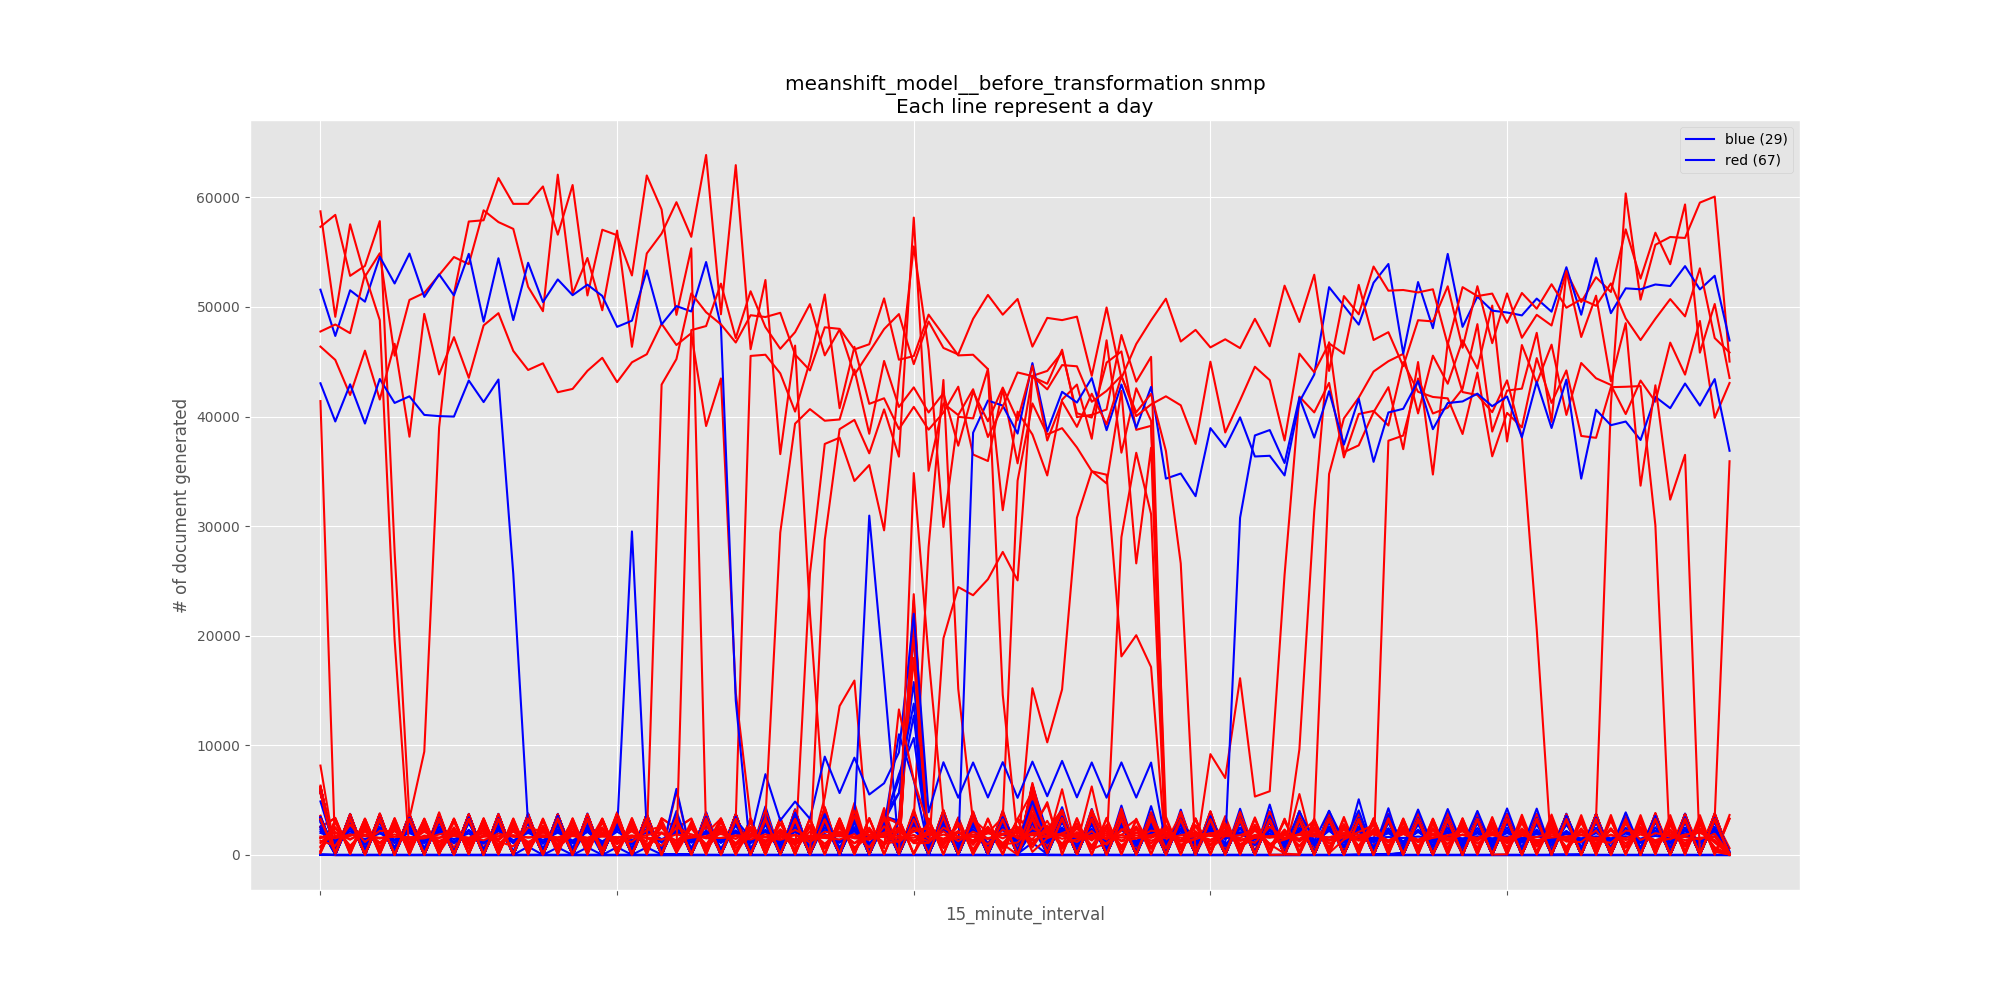 meanshift_model__before_transformation snmp
Each line represent a day
blue (29)
red (67)
60000
50000
40000
30000
20000
10000
0
# of document generated
15_minute_interval